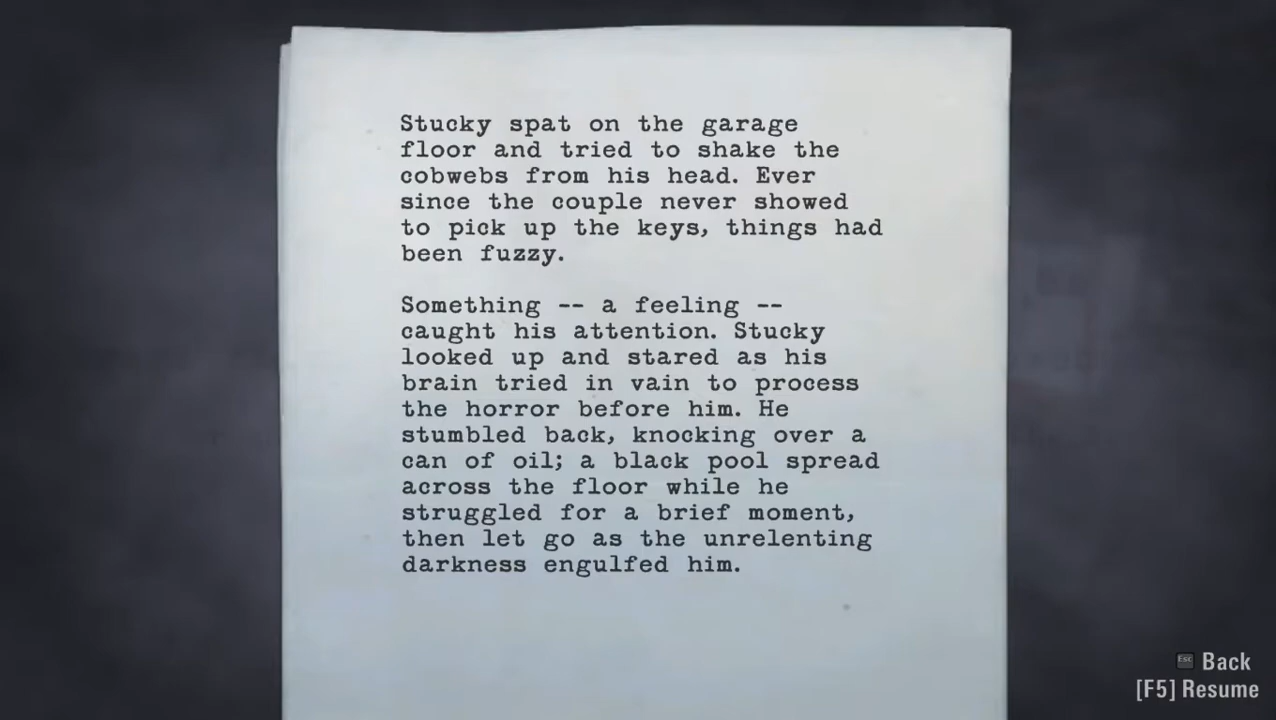 Stucky spat on the garage
floor and tried to shake the
cobwebs from his head. Ever
since the couple never showed
to pick up the keys, things had
been fuzzy.
Something -- a feeling --
caught his attention. Stucky
looked up and stared as his
brain tried in vain to process
the horror before him. He
stumbled back, knocking over a
can of oil; a black pool spread
across the floor while he
struggled for a brief moment,
then let go as the unrelenting
darkness engulfed him.
Esc Back
[F5] Resume